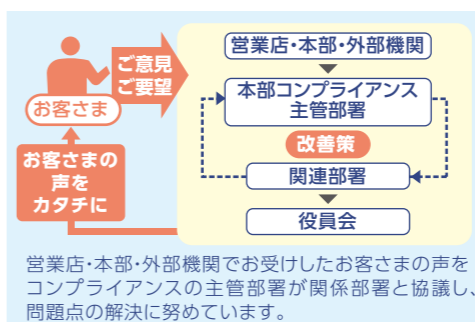 ご意見
ご要望
お客さま
お客さまの
声を
カタチに
営業店・本部・外部機関
本部コンプライアンス
主管部署
改善策
関連部署
役員会
営業店・本部・外部機関でお受けしたお客さまの声を
コンプライアンスの主管部署が関係部署と協議し、
問題点の解決に努めています。